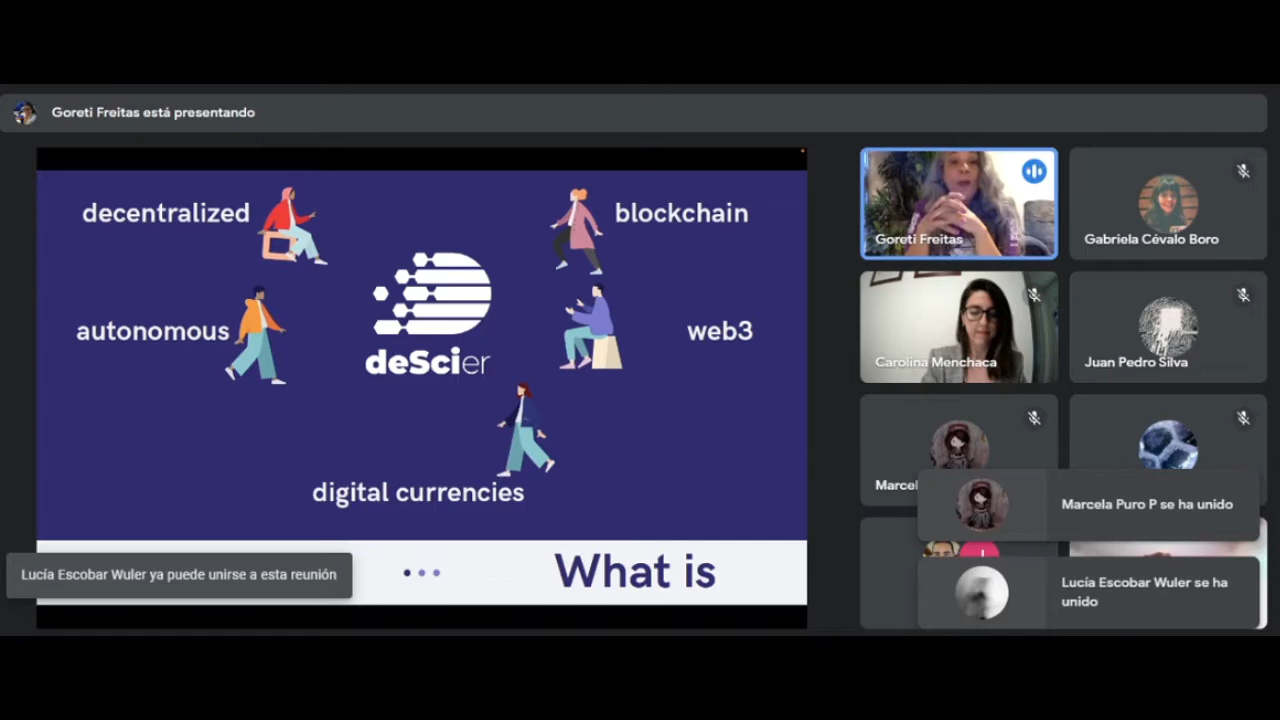 Goreti Freitas está presentando
decentralized
blockchain
autonomous
web3
deScier
digital currencies
What is
Lucía Escobar Wuler ya puede unirse a esta reunión
Goreti Freitas
Gabriela Cévalo Boro
Carolina Menchaca
Juan Pedro Silva
Marcel
Marcela Puro P se ha unido
Lucía Escobar Wuler se ha
unido